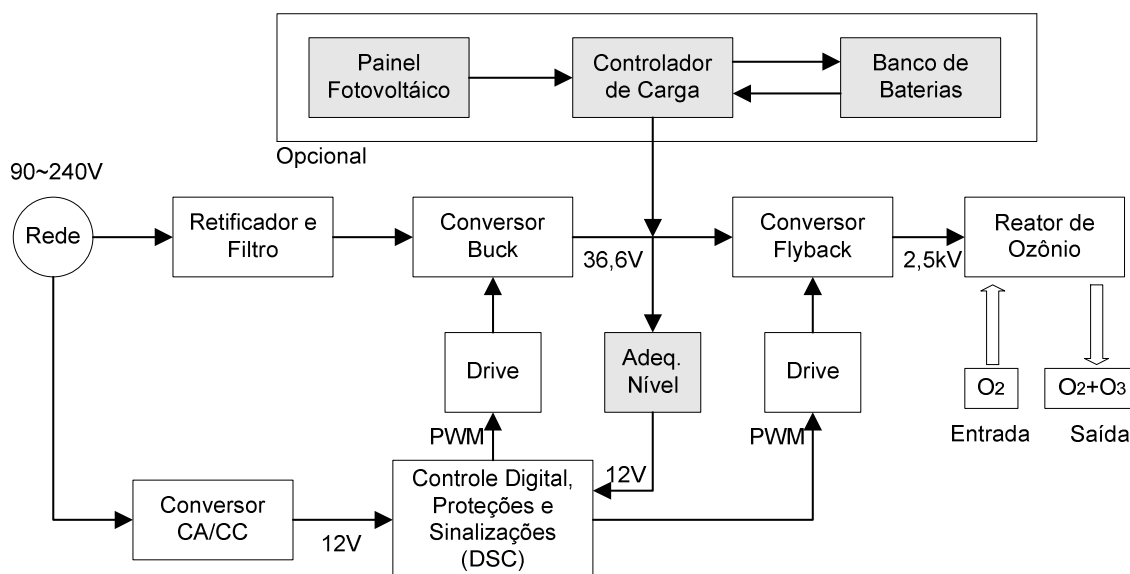 Painel
Fotovoltáico
Controlador
de Carga
Banco de
Baterias
Opcional
90~240V
Rede
Retificador e
Filtro
Conversor
Buck
36,6V
Conversor
Flyback
2,5kV
Reator de
Ozônio
Drive
Adeq.
Nível
Drive
O2
O2+O3
Entrada
Saída
PWM
PWM
Conversor
CA/CC
12V
Controle Digital,
Proteções e
Sinalizações
(DSC)
12V